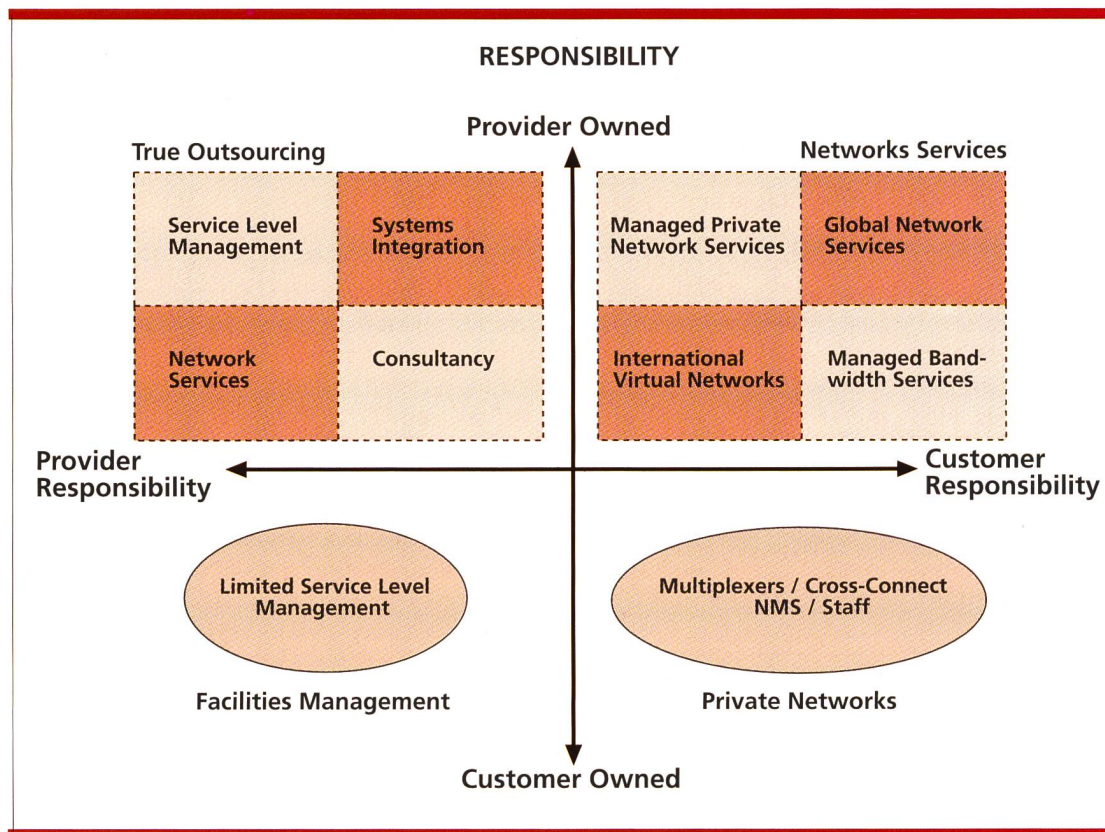 RESPONSIBILITY
Provider Owned
True Outsourcing
Networks Services
Service Level
Management
Systems
Integration
Network
Services
Consultancy
Managed Private
Network Services
Global Network
Services
International
Virtual Networks
Managed Band-
width Services
Provider
Responsibility
Customer
Responsibility
Limited Service Level
Management
Multiplexers / Cross-Connect
NMS / Staff
Facilities Management
Private Networks
Customer Owned